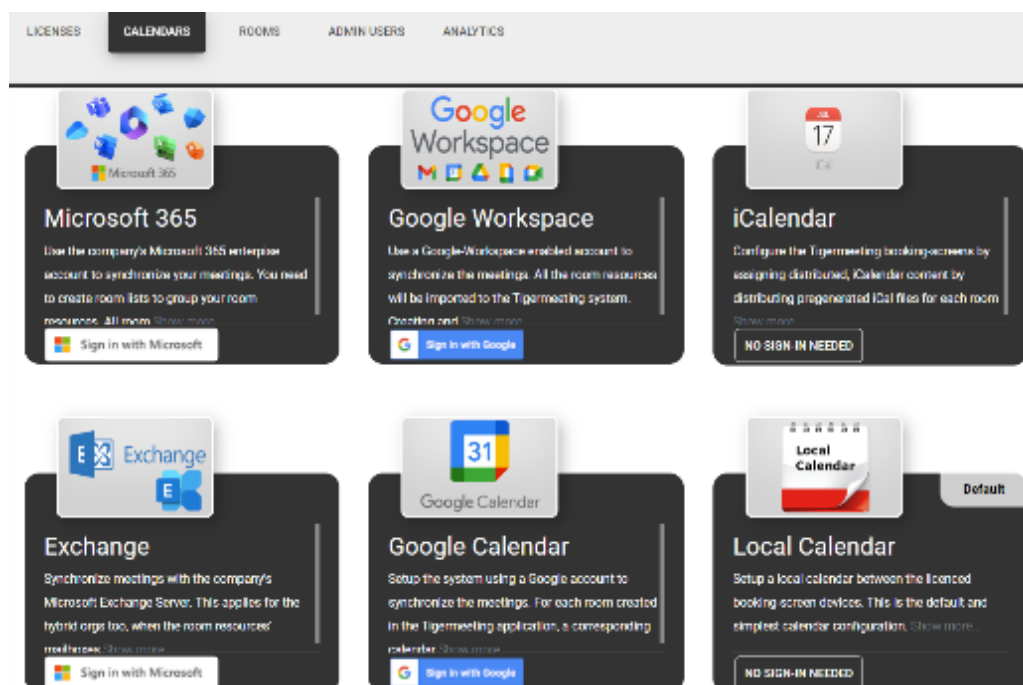 LICENSES CALENDARS ROOMS ADMIN USERS ANALYTICS
Microsoft 365
Microsoft 365
Use the company's Microsoft 365 enterprise
account to synchronize your meetings. You need
to create room lists to group your room
resources. All room Show more
Sign in with Microsoft
Google
Workspace
Google Workspace
Use a Google-Workspace enabled account to
synchronize the meetings. All the room resources
will be imported to the Tigermeeting system.
Creating and Show more
Sign in with Google
JUL
17
iCal
iCalendar
Configure the Tigermeeting booking-screens by
assigning distributed, iCalendar content by
distributing pregenerated iCal files for each room
Show more
NO SIGN-IN NEEDED
Exchange
Exchange
Synchronize meetings with the company's
Microsoft Exchange Server. This applies for the
hybrid orgs too, when the room resources'
mailboxes Show more
Sign in with Microsoft
31
Google Calendar
Google Calendar
Setup the system using a Google account to
synchronize the meetings. For each room created
in the Tigermeeting application, a corresponding
calendar Show more
Sign in with Google
Local
Calendar
Default
Local Calendar
Setup a local calendar between the licenced
booking-screen devices. This is the default and
simplest calendar configuration. Show more...
NO SIGN-IN NEEDED